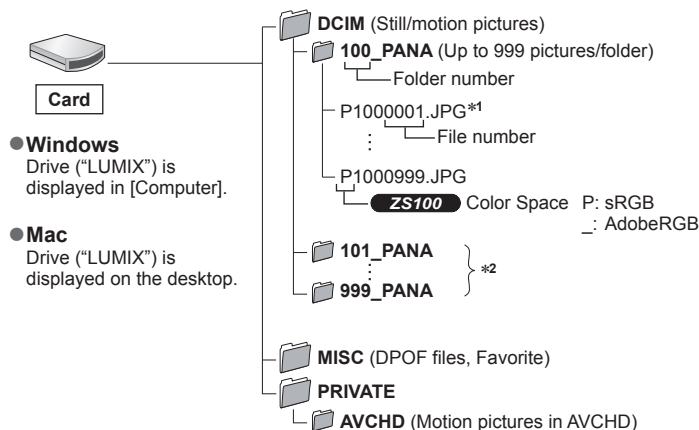 DCIM (Still/motion pictures)
100_PANA (Up to 999 pictures/folder)
Folder number
Card
P1000001.JPG*1
File number
●Windows
Drive (“LUMIX”) is
displayed in [Computer].
P1000999.JPG
ZS100 Color Space P: sRGB
_: AdobeRGB
●Mac
Drive (“LUMIX”) is
displayed on the desktop.
101_PANA
*2
999_PANA
MISC (DPOF files, Favorite)
PRIVATE
AVCHD (Motion pictures in AVCHD)